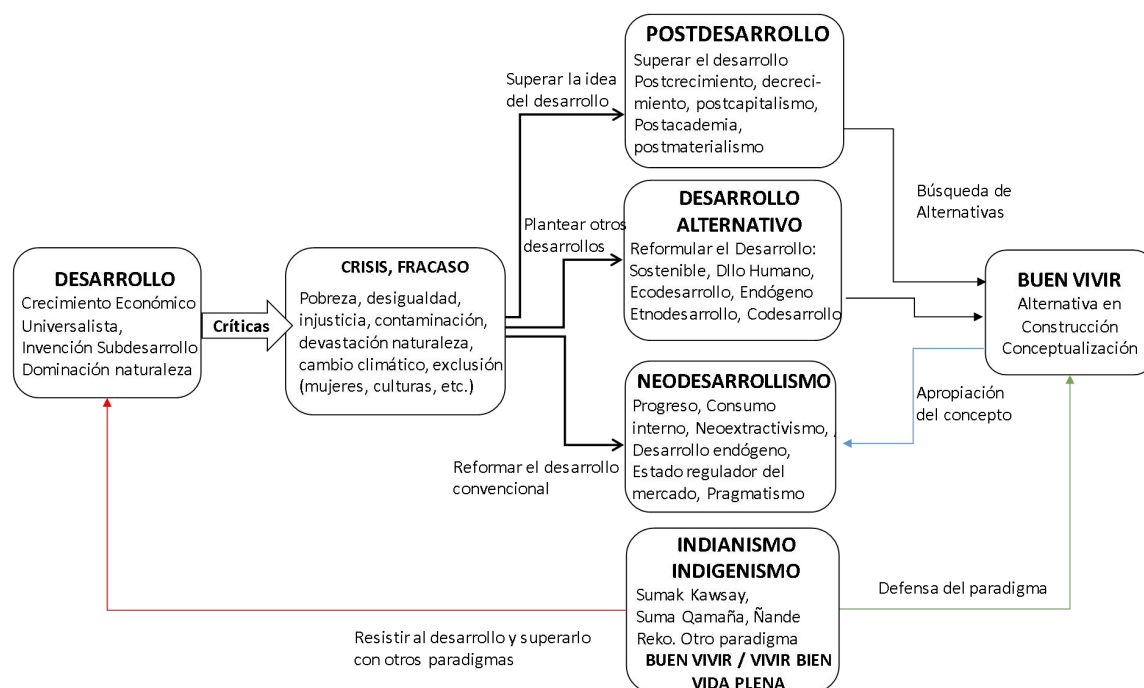 POSTDESARROLLO
Superar el desarrollo
Postcrecimiento, decreci-
miento, postcapitalismo,
Postacademia,
postmaterialismo
Superar la idea
del desarrollo
DESARROLLO
ALTERNATIVO
Reformular el Desarrollo:
Sostenible, Dllo Humano,
Ecodesarrollo, Endógeno
Etnodesarrollo, Codesarrollo
Plantear otros
desarrollos
Búsqueda de
Alternativas
DESARROLLO
Crecimiento Económico
Universalista,
Invención Subdesarrollo
Dominación naturaleza
Críticas
CRISIS, FRACASO
Pobreza, desigualdad,
injusticia, contaminación,
devastación naturaleza,
cambio climático, exclusión
(mujeres, culturas, etc.)
BUEN VIVIR
Alternativa en
Construcción
Conceptualización
NEODESARROLLISMO
Progreso, Consumo
interno, Neoextractivismo, ,
Desarrollo endógeno,
Estado regulador del
mercado, Pragmatismo
Apropiación
del concepto
Reformar el desarrollo
convencional
INDIANISMO
INDIGENISMO
Sumak Kawsay,
Suma Qamaña, Ñande
Reko. Otro paradigma
BUEN VIVIR / VIVIR BIEN
VIDA PLENA
Defensa del paradigma
Resistir al desarrollo y superarlo
con otros paradigmas